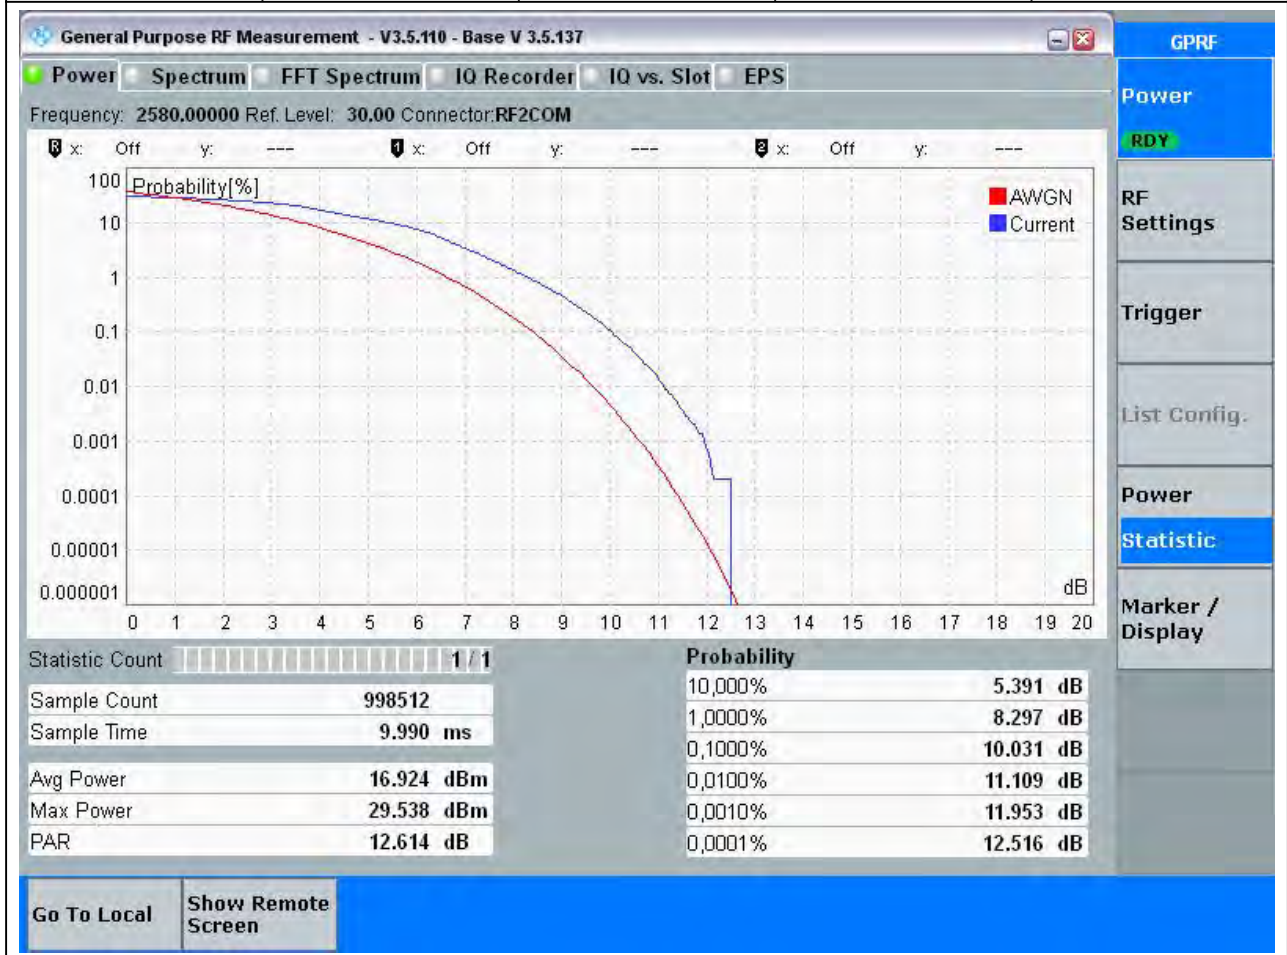 General Purpose RF Measurement - V3.5.110 - Base V 3.5.137
GPRF
Power Spectrum FFT Spectrum IQ Recorder IQ vs. Slot EPS
Frequency: 2580.00000 Ref. Level: 30.00 Connector:RF2COM
R x: Off y: --- 1 x: Off y: --- 2 x: Off y: ---
Probability[%]
AWGN
Current
100
10
1
0.1
0.01
0.001
0.0001
0.00001
0.000001
dB
0 1 2 3 4 5 6 7 8 9 10 11 12 13 14 15 16 17 18 19 20
Statistic Count 1 / 1
Sample Count 998512
Sample Time 9.990 ms
Avg Power 16.924 dBm
Max Power 29.538 dBm
PAR 12.614 dB
Probability
10,000% 5.391 dB
1,0000% 8.297 dB
0,1000% 10.031 dB
0,0100% 11.109 dB
0,0010% 11.953 dB
0,0001% 12.516 dB
Power
RDY
RF
Settings
Trigger
List Config.
Power
Statistic
Marker /
Display
Go To Local
Show Remote
Screen